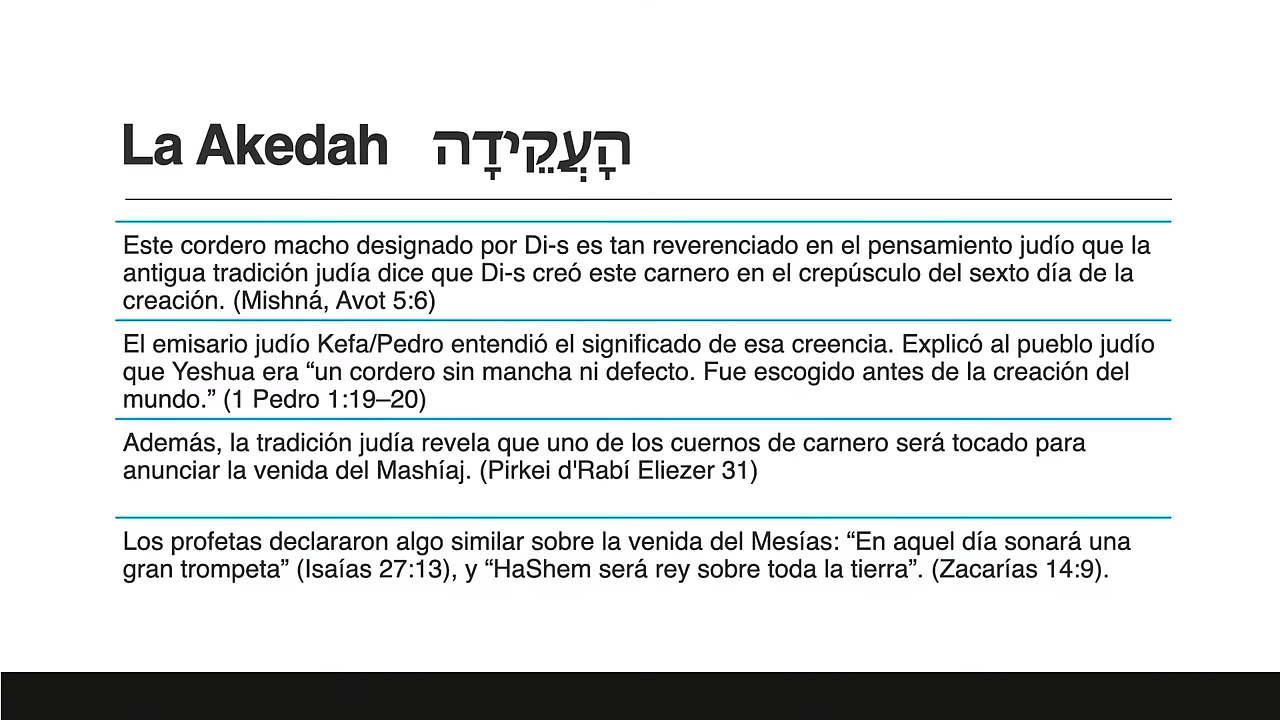 La Akedah הָעֲקֵידָה
Este cordero macho designado por Di-s es tan reverenciado en el pensamiento judío que la
antigua tradición judía dice que Di-s creó este carnero en el crepúsculo del sexto día de la
creación. (Mishná, Avot 5:6)
El emisario judío Kefa/Pedro entendió el significado de esa creencia. Explicó al pueblo judío
que Yeshua era “un cordero sin mancha ni defecto. Fue escogido antes de la creación del
mundo.” (1 Pedro 1:19–20)
Además, la tradición judía revela que uno de los cuernos de carnero será tocado para
anunciar la venida del Mashíaj. (Pirkei d'Rabí Eliezer 31)
Los profetas declararon algo similar sobre la venida del Mesías: “En aquel día sonará una
gran trompeta” (Isaías 27:13), y “HaShem será rey sobre toda la tierra”. (Zacarías 14:9).